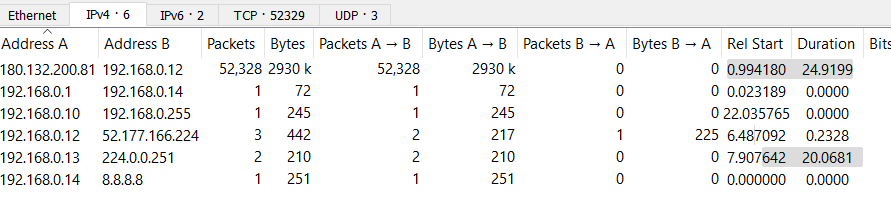 Ethernet IPv4 · 6 IPv6 · 2 TCP · 52329 UDP · 3
Address A Address B Packets Bytes Packets A → B Bytes A → B Packets B → A Bytes B → A Rel Start Duration Bits
180.132.200.81 192.168.0.12 52,328 2930 k 52,328 2930 k 0 0 0.994180 24.9199
192.168.0.1 192.168.0.14 1 72 1 72 0 0 0.023189 0.0000
192.168.0.10 192.168.0.255 1 245 1 245 0 0 22.035765 0.0000
192.168.0.12 52.177.166.224 3 442 2 217 1 225 6.487092 0.2328
192.168.0.13 224.0.0.251 2 210 2 210 0 0 7.907642 20.0681
192.168.0.14 8.8.8.8 1 251 1 251 0 0 0.000000 0.0000